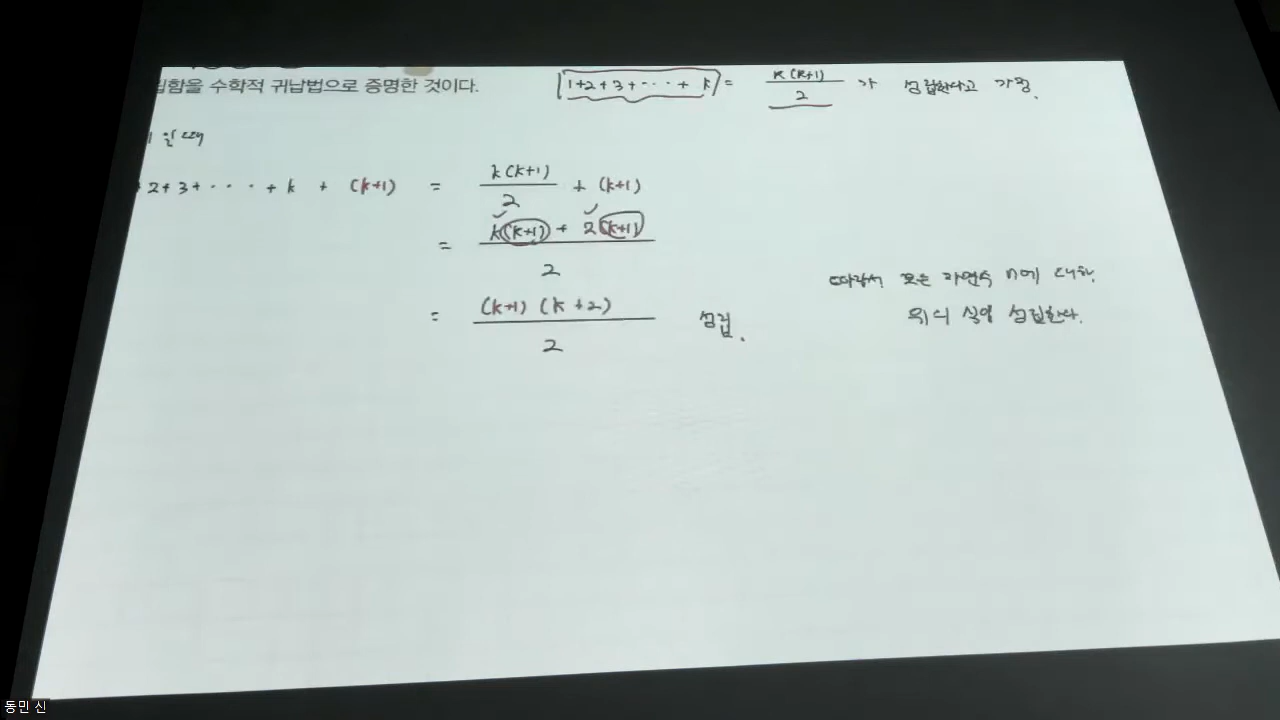 립함을 수학적 귀납법으로 증명한 것이다.
1+2+3+ ··· + k = k(k+1)/2 가 성립한다고 가정.
1 일 때
2+3+ ···· + k + (k+1) = k(k+1)/2 + (k+1)
= k(k+1) + 2(k+1) / 2
= (k+1)(k+2)/2 성립.
따라서 모든 자연수 n에 대하
위의 식이 성립한다.
동민 신